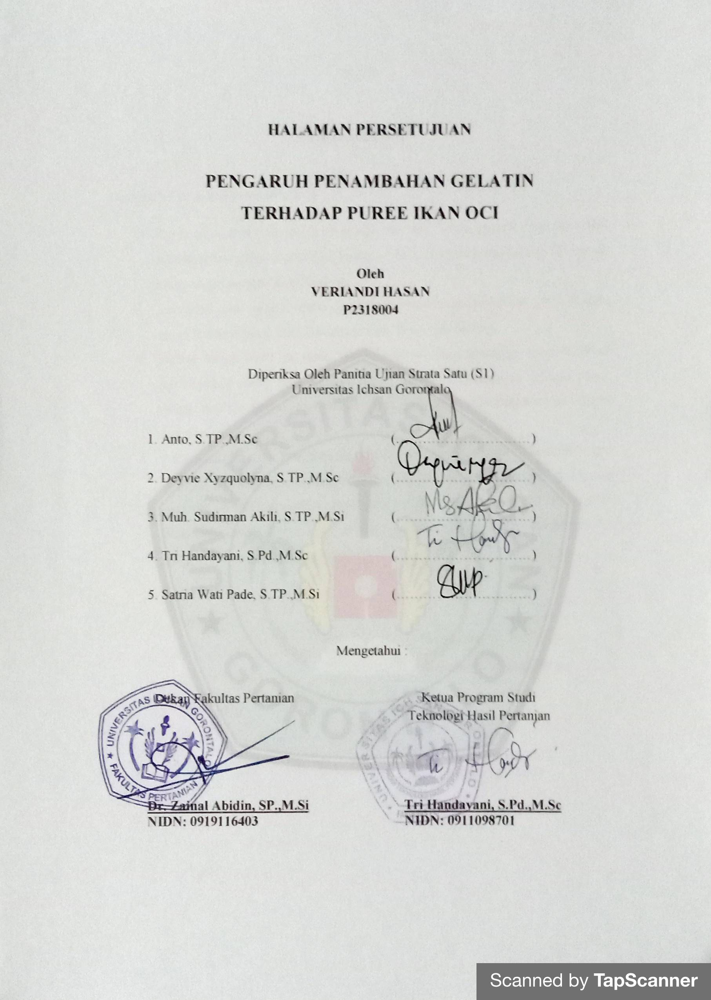 HALAMAN PERSETUJUAN
PENGARUH PENAMBAHAN GELATIN
TERHADAP PUREE IKAN OCI
Oleh
VERIANDI HASAN
P2318004
Diperiksa Oleh Panitia Ujian Strata Satu (S1)
Universitas Ichsan Gorontalo
1. Anto, S.TP.,M.Sc (..............................)
2. Deyvie Xyzquolyna, S.TP.,M.Sc (..............................)
3. Muh. Sudirman Akili, S.TP.,M.Si (..............................)
4. Tri Handayani, S.Pd.,M.Sc (..............................)
5. Satria Wati Pade, S.TP.,M.Si (..............................)
Mengetahui :
Dekan Fakultas Pertanian
UNIVERSITAS ICHSAN GORONTALO
FAKULTAS PERTANIAN
Dr. Zainal Abidin, SP.,M.Si
NIDN: 0919116403
Ketua Program Studi
Teknologi Hasil Pertanian
Tri Handayani, S.Pd.,M.Sc
NIDN: 0911098701
Scanned by TapScanner